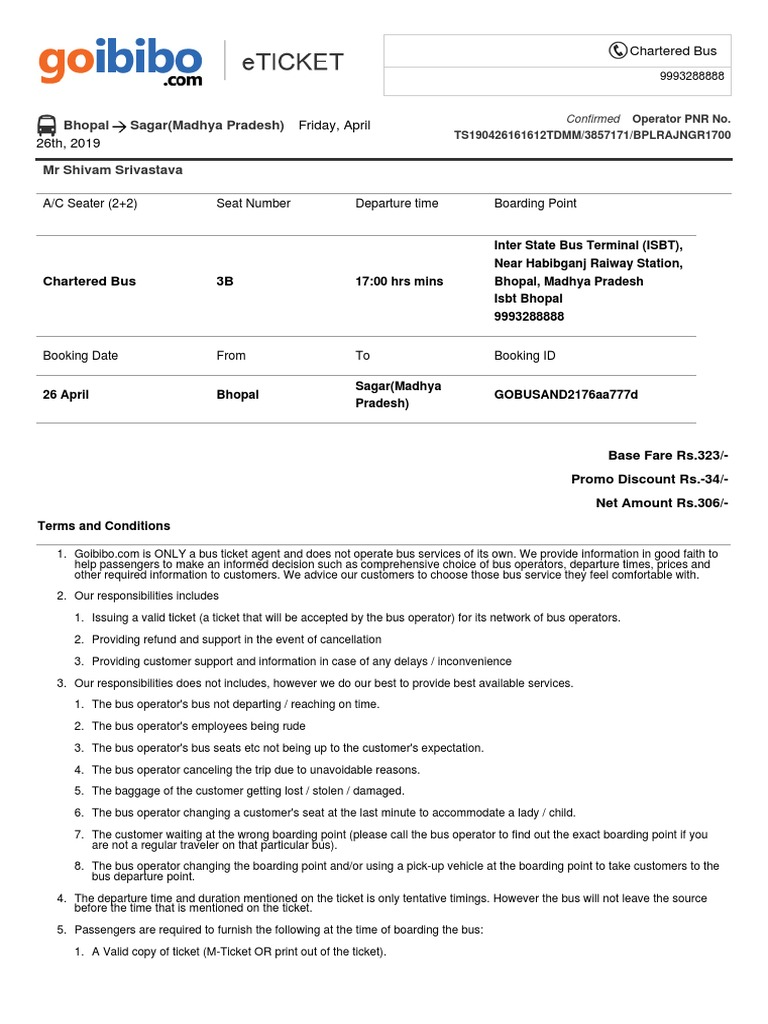 goibibo.com
eTICKET
Chartered Bus
9993288888
Bhopal → Sagar(Madhya Pradesh) Friday, April
26th, 2019
Confirmed Operator PNR No.
TS190426161612TDMM/3857171/BPLRAJNGR1700
Mr Shivam Srivastava
A/C Seater (2+2) Seat Number Departure time Boarding Point
Inter State Bus Terminal (ISBT),
Near Habibganj Raiway Station,
Chartered Bus 3B 17:00 hrs mins Bhopal, Madhya Pradesh
Isbt Bhopal
9993288888
Booking Date From To Booking ID
26 April Bhopal Sagar(Madhya Pradesh) GOBUSAND2176aa777d
Base Fare Rs.323/-
Promo Discount Rs.-34/-
Net Amount Rs.306/-
Terms and Conditions
1. Goibibo.com is ONLY a bus ticket agent and does not operate bus services of its own. We provide information in good faith to
help passengers to make an informed decision such as comprehensive choice of bus operators, departure times, prices and
other required information to customers. We advice our customers to choose those bus service they feel comfortable with.
2. Our responsibilities includes
1. Issuing a valid ticket (a ticket that will be accepted by the bus operator) for its network of bus operators.
2. Providing refund and support in the event of cancellation
3. Providing customer support and information in case of any delays / inconvenience
3. Our responsibilities does not includes, however we do our best to provide best available services.
1. The bus operator's bus not departing / reaching on time.
2. The bus operator's employees being rude
3. The bus operator's bus seats etc not being up to the customer's expectation.
4. The bus operator canceling the trip due to unavoidable reasons.
5. The baggage of the customer getting lost / stolen / damaged.
6. The bus operator changing a customer's seat at the last minute to accommodate a lady / child.
7. The customer waiting at the wrong boarding point (please call the bus operator to find out the exact boarding point if you
are not a regular traveler on that particular bus).
8. The bus operator changing the boarding point and/or using a pick-up vehicle at the boarding point to take customers to the
bus departure point.
4. The departure time and duration mentioned on the ticket is only tentative timings. However the bus will not leave the source
before the time that is mentioned on the ticket.
5. Passengers are required to furnish the following at the time of boarding the bus:
1. A Valid copy of ticket (M-Ticket OR print out of the ticket).